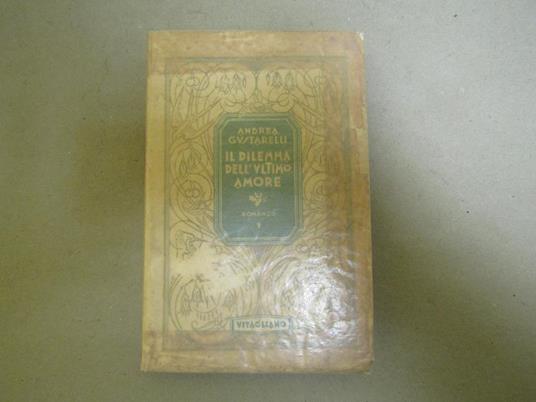 ANDREA
GVSTARELLI
IL DILEMMA
DELL'VLTIMO
AMORE
ROMANZO
VITAGLIANO